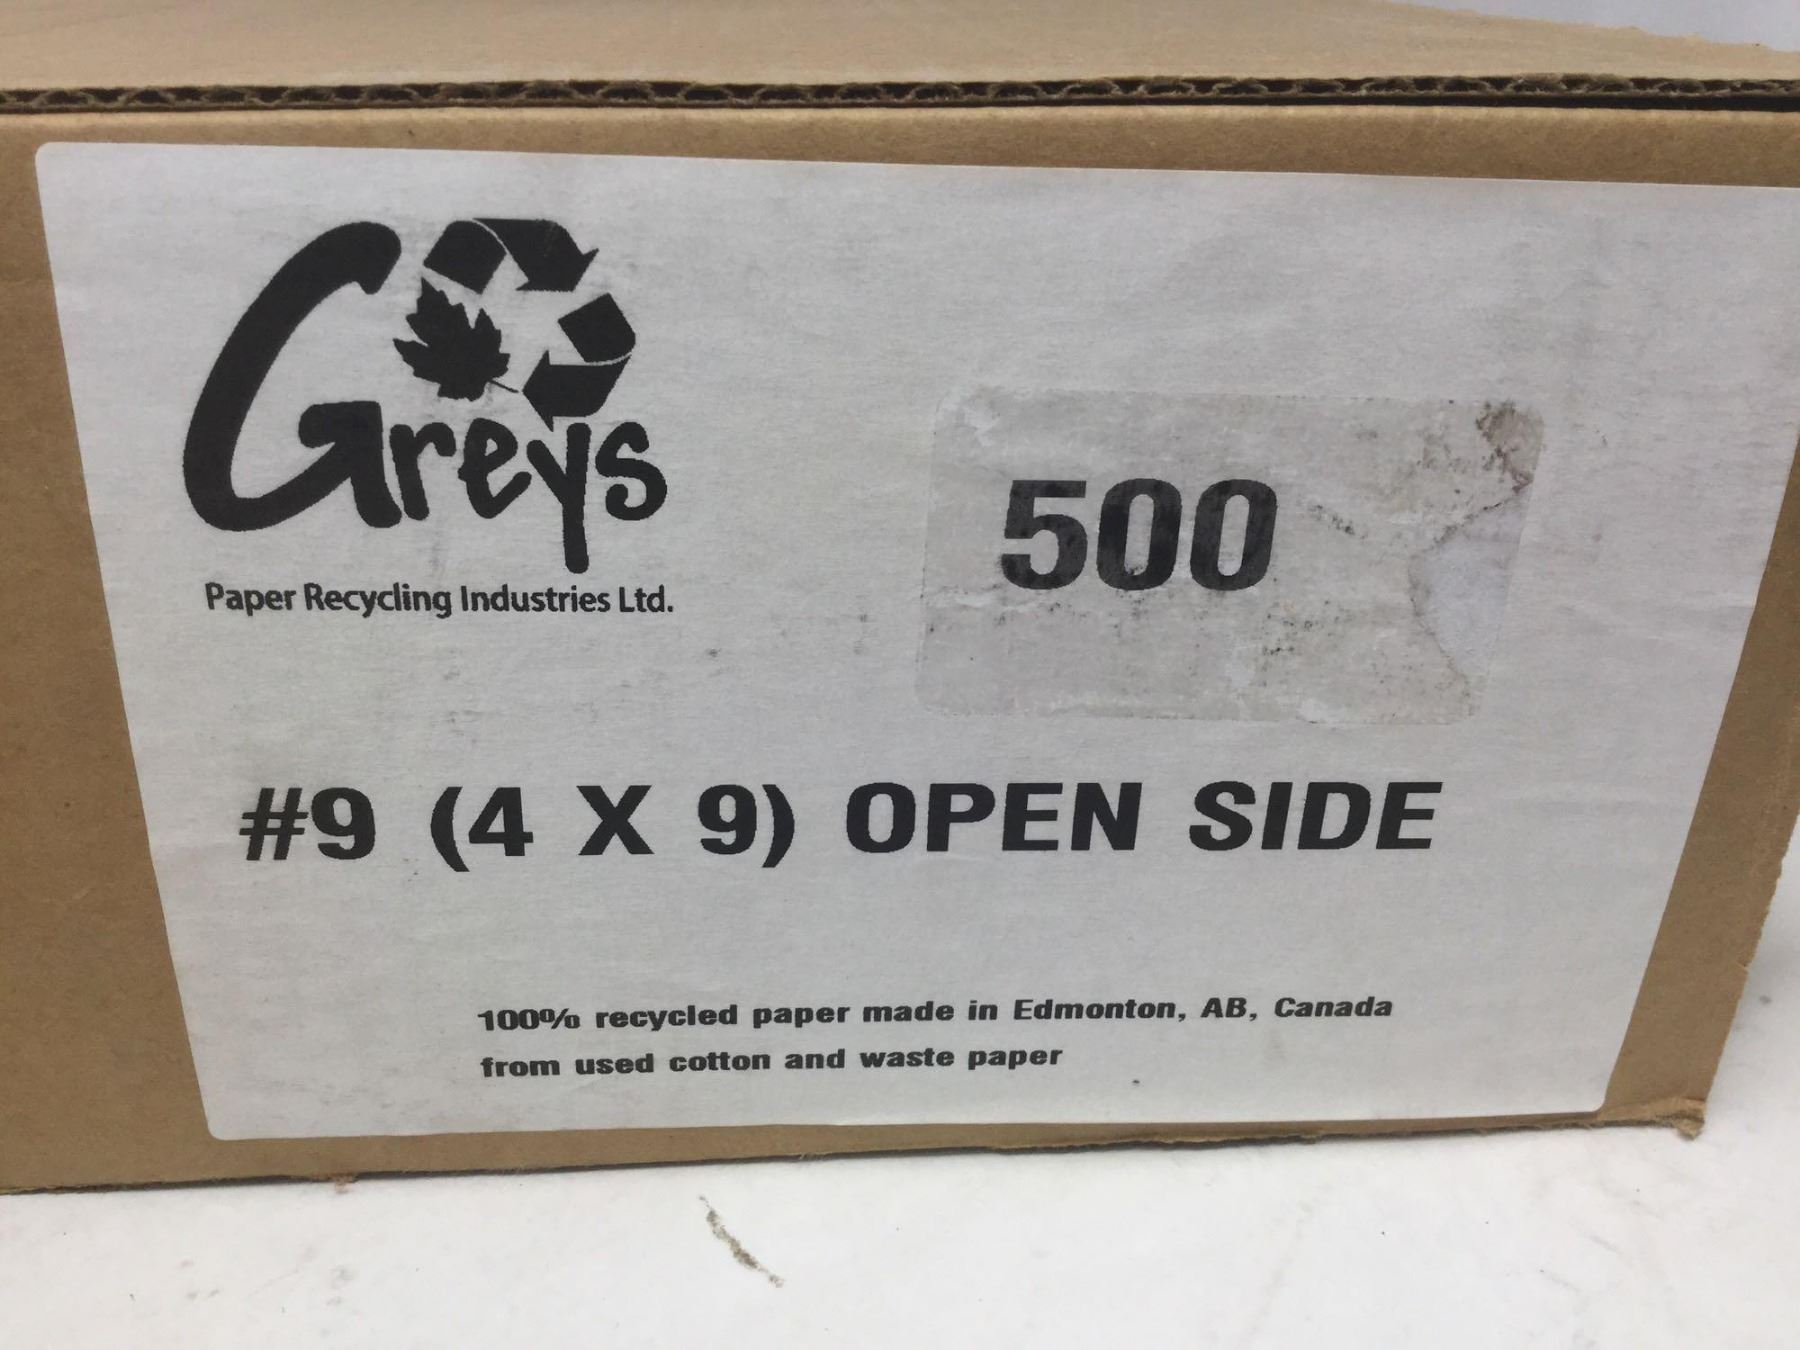 Greys
Paper Recycling Industries Ltd.
500
#9 (4 X 9) OPEN SIDE
100% recycled paper made in Edmonton, AB, Canada
from used cotton and waste paper